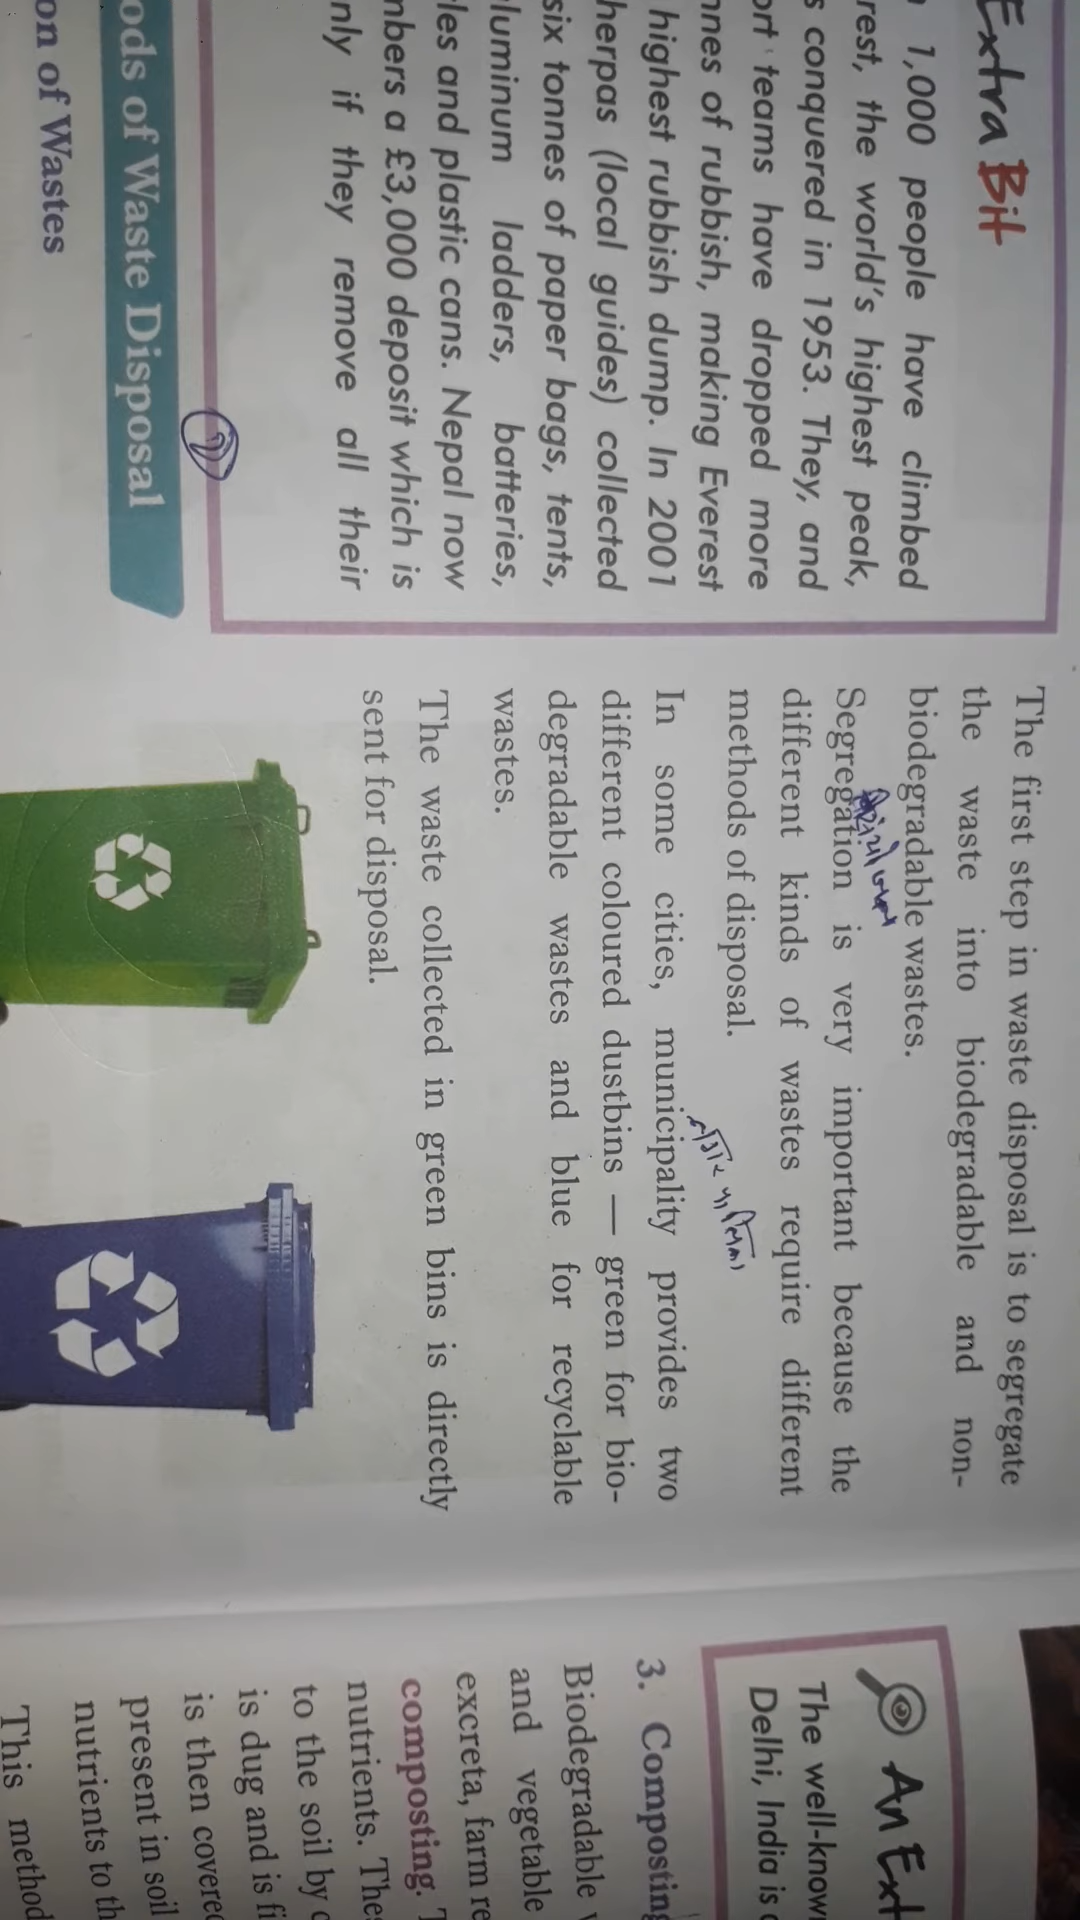 Extra Bit
1,000 people have climbed
rest, the world's highest peak,
s conquered in 1953. They, and
ort teams have dropped more
nnes of rubbish, making Everest
highest rubbish dump. In 2001
herpas (local guides) collected
six tonnes of paper bags, tents,
luminum ladders, batteries,
les and plastic cans. Nepal now
nbers a £3,000 deposit which is
nly if they remove all their
ods of Waste Disposal
on of Wastes
The first step in waste disposal is to segregate
the waste into biodegradable and non-
biodegradable wastes.
Segregation is very important because the
different kinds of wastes require different
methods of disposal.
In some cities, municipality provides two
different coloured dustbins — green for bio-
degradable wastes and blue for recyclable
wastes.
The waste collected in green bins is directly
sent for disposal.
An Ext
The well-know
Delhi, India is
3. Composting
Biodegradable
and vegetable
excreta, farm re
composting.
nutrients. The
to the soil by
is dug and is fi
is then covere
present in soil
nutrients to th
This method